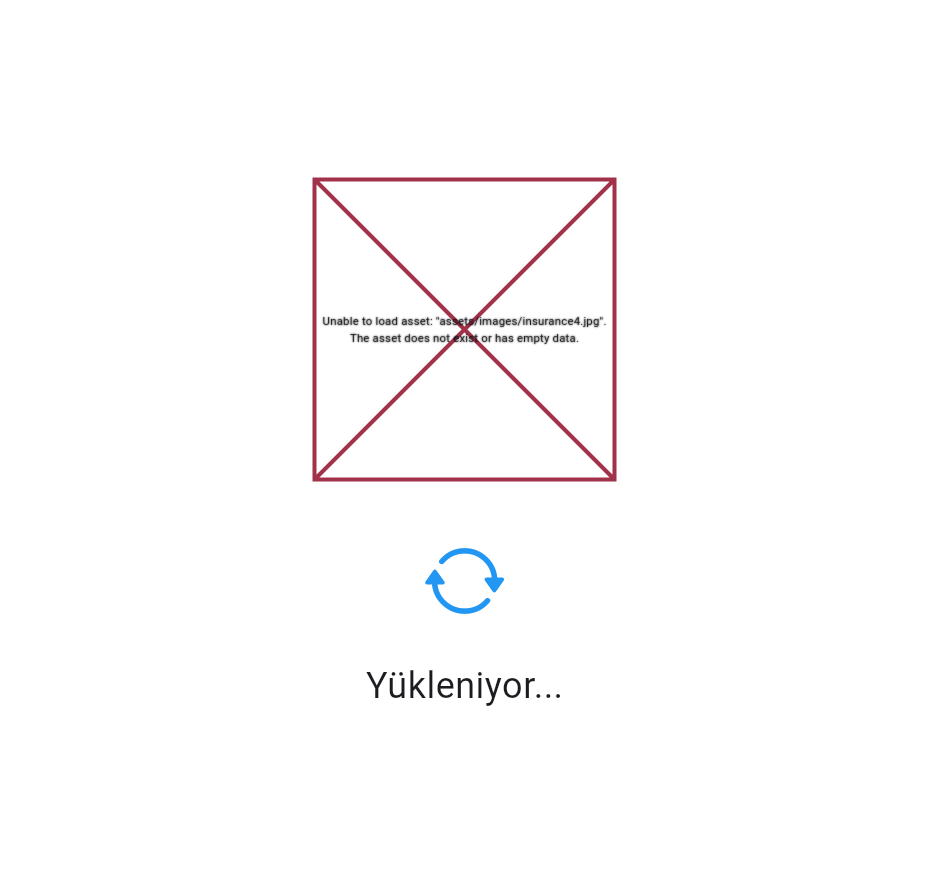 Unable to load asset: "assets/images/insurance4.jpg".
The asset does not exist or has empty data.
Yükleniyor...